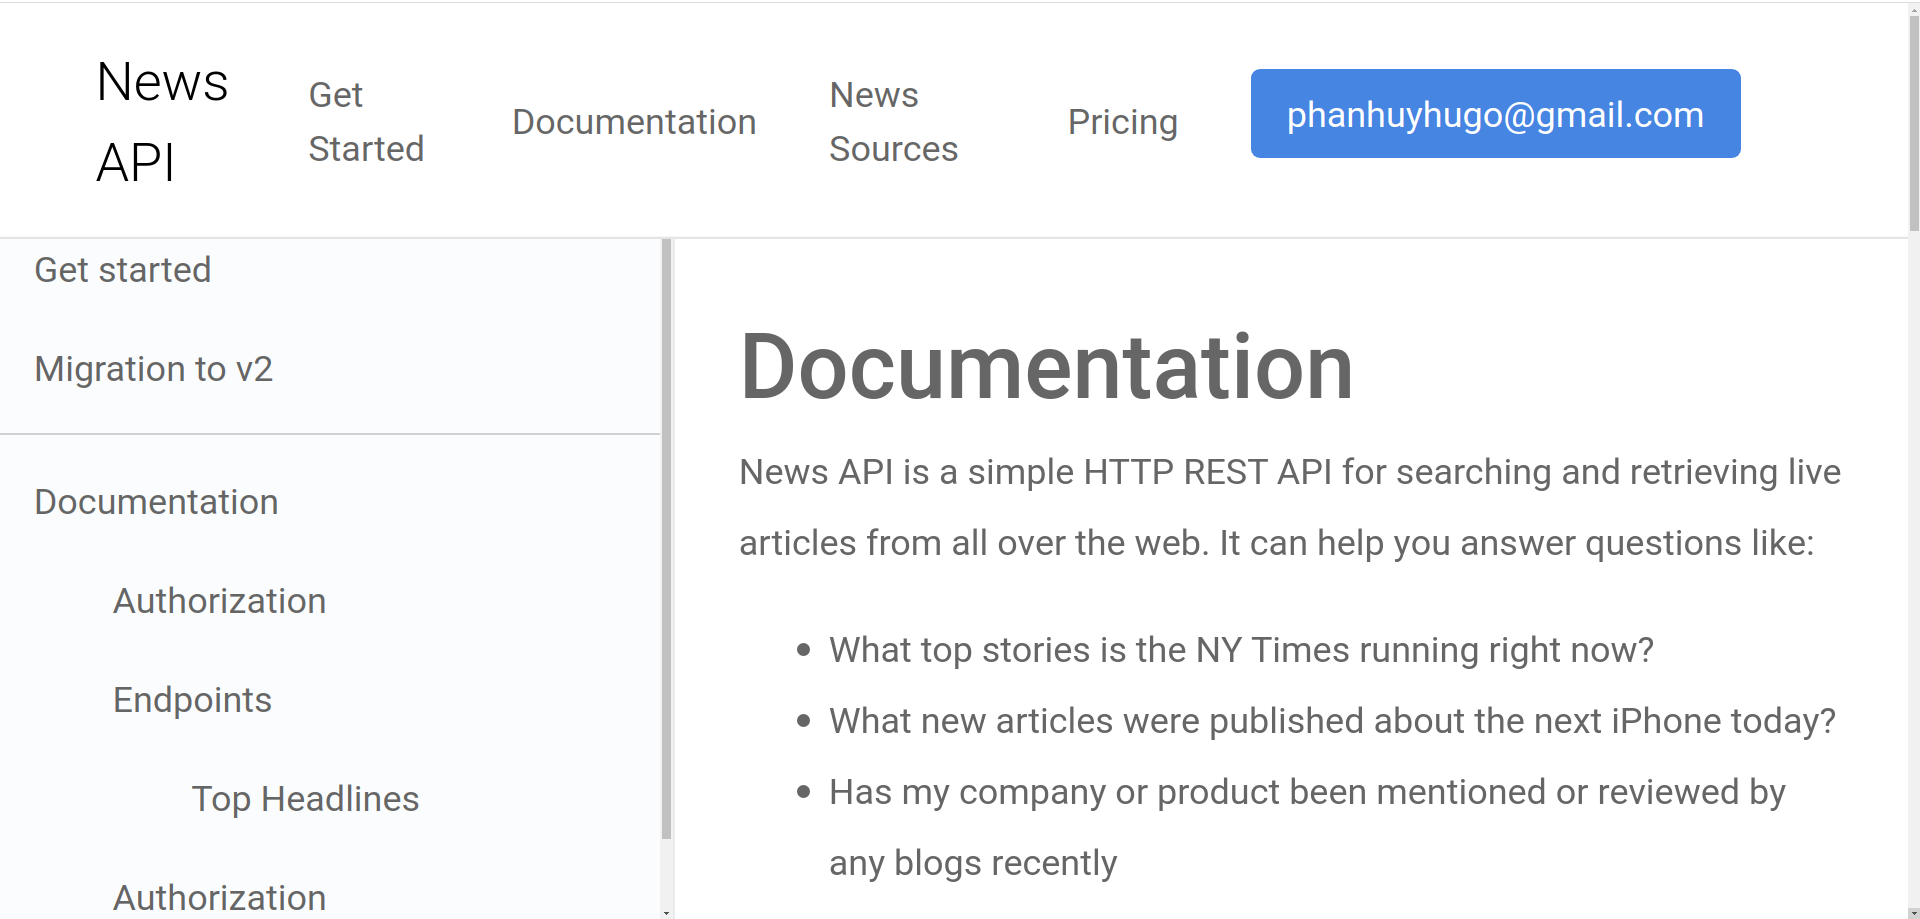 News
API
Get
Started
Documentation
News
Sources
Pricing
phanhuyhugo@gmail.com
Get started
Migration to v2
Documentation
Authorization
Endpoints
Top Headlines
Authorization
Documentation
News API is a simple HTTP REST API for searching and retrieving live
articles from all over the web. It can help you answer questions like:
• What top stories is the NY Times running right now?
• What new articles were published about the next iPhone today?
• Has my company or product been mentioned or reviewed by
any blogs recently